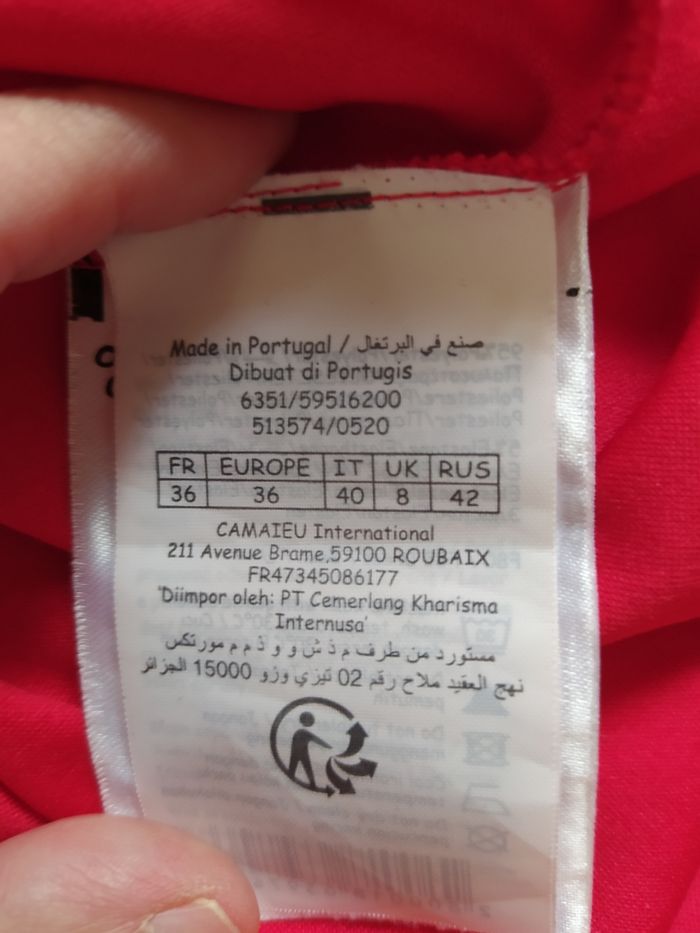 Made in Portugal / صنع في البرتغال
Dibuat di Portugis
6351/59516200
513574/0520
FR EUROPE IT UK RUS
36 36 40 8 42
CAMAIEU International
211 Avenue Brame,59100 ROUBAIX
FR47345086177
'Diimpor oleh: PT Cemerlang Kharisma
Internusa'
مستورد من طرف م ذ ش و و ذ م م مورتكس
نهج العقيد ملاح رقم 02 تيزي وزو 15000 الجزائر